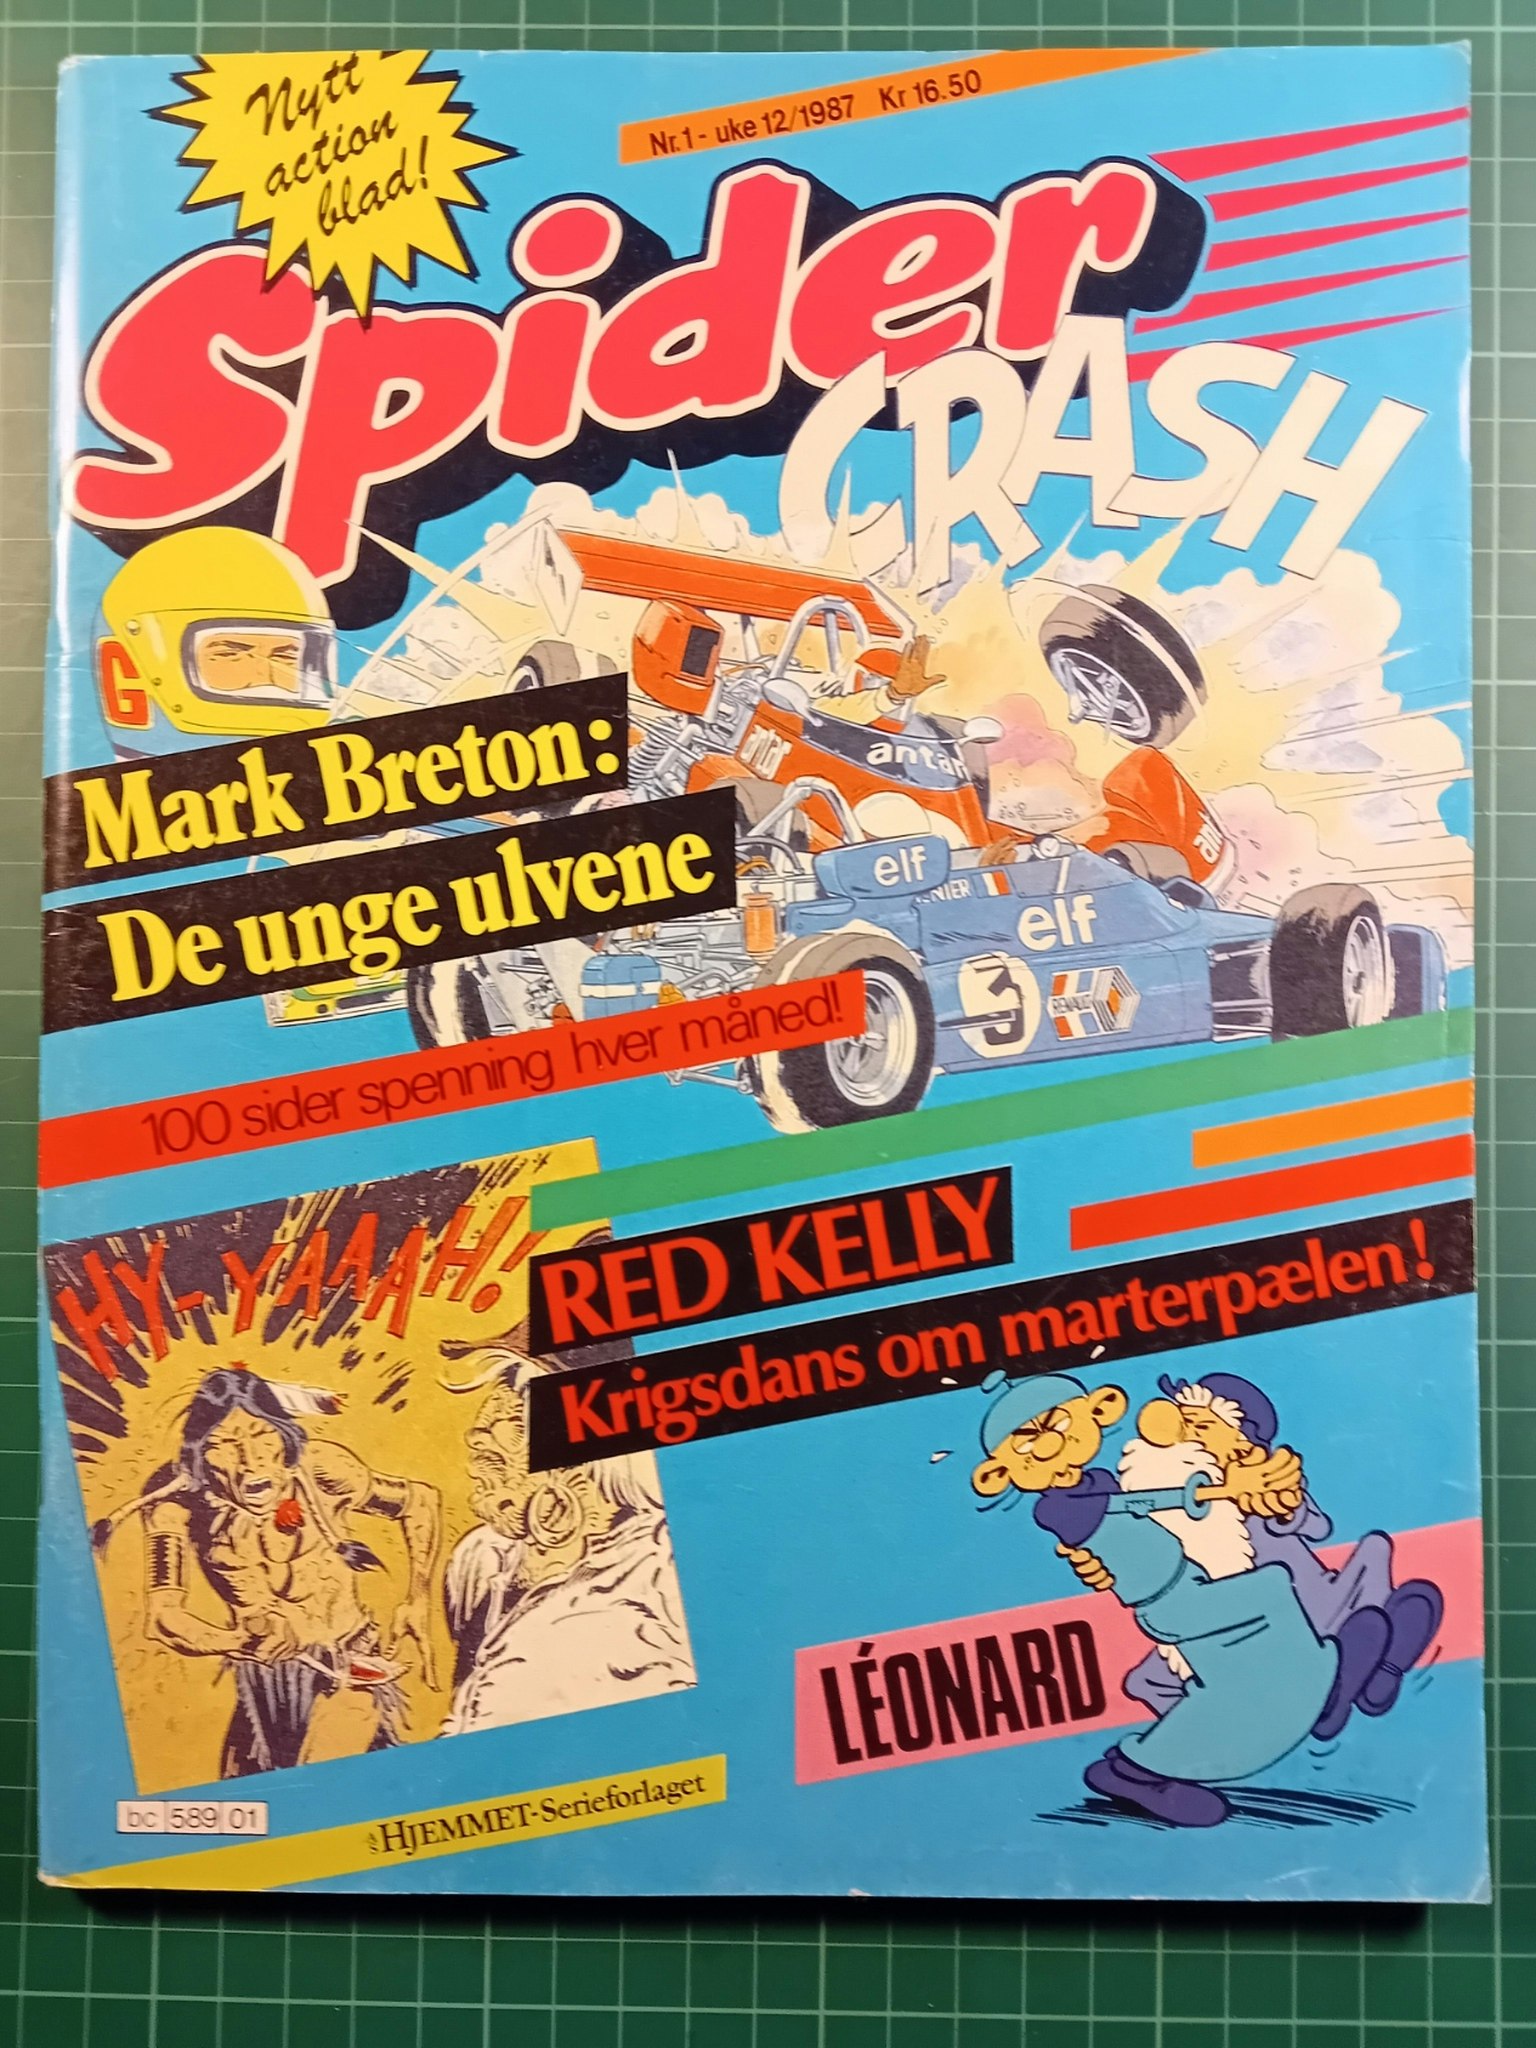 Nytt
action
blad!
Nr. 1 - uke 12/1987 Kr 16.50
Spider
CRASH
G
Mark Breton:
De unge ulvene
antar
antar
elf
elf
3
RENAULT
100 sider spenning hver måned!
HY-YAAAH!
RED KELLY
Krigsdans om marterpælen!
LÉONARD
bc 589 01
A/S HJEMMET-Serieforlaget